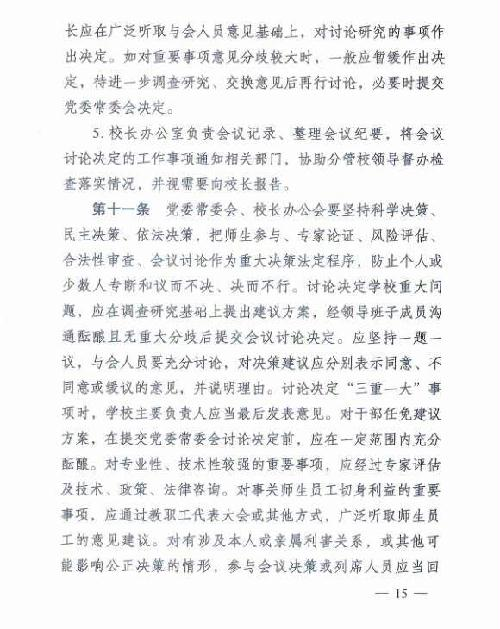 长应在广泛听取与会人员意见基础上，对讨论研究的事项作
出决定。如对重要事项意见分歧较大时，一般应暂缓作出决
定，待进一步调查研究、交换意见后再行讨论，必要时提交
党委常委会决定。
5. 校长办公室负责会议记录、整理会议纪要，将会议
讨论决定的工作事项通知相关部门，协助分管校领导督办检
查落实情况，并视需要向校长报告。
第十一条 党委常委会、校长办公会要坚持科学决策、
民主决策、依法决策，把师生参与、专家论证、风险评估、
合法性审查、会议讨论作为重大决策法定程序，防止个人或
少数人专断和议而不决、决而不行。讨论决定学校重大问
题，应在调查研究基础上提出建议方案，经领导班子成员沟
通酝酿且无重大分歧后提交会议讨论决定。应坚持一题一
议，与会人员要充分讨论，对决策建议应分别表示同意、不
同意或缓议的意见，并说明理由。讨论决定“三重一大”事
项时，学校主要负责人应当最后发表意见。对干部任免建议
方案，在提交党委常委会讨论决定前，应在一定范围内充分
酝酿。对专业性、技术性较强的重要事项，应经过专家评估
及技术、政策、法律咨询。对事关师生员工切身利益的重要
事项，应通过教职工代表大会或其他方式，广泛听取师生员
工的意见建议。对有涉及本人或亲属利害关系，或其他可
能影响公正决策的情形，参与会议决策或列席人员应当回
— 15 —